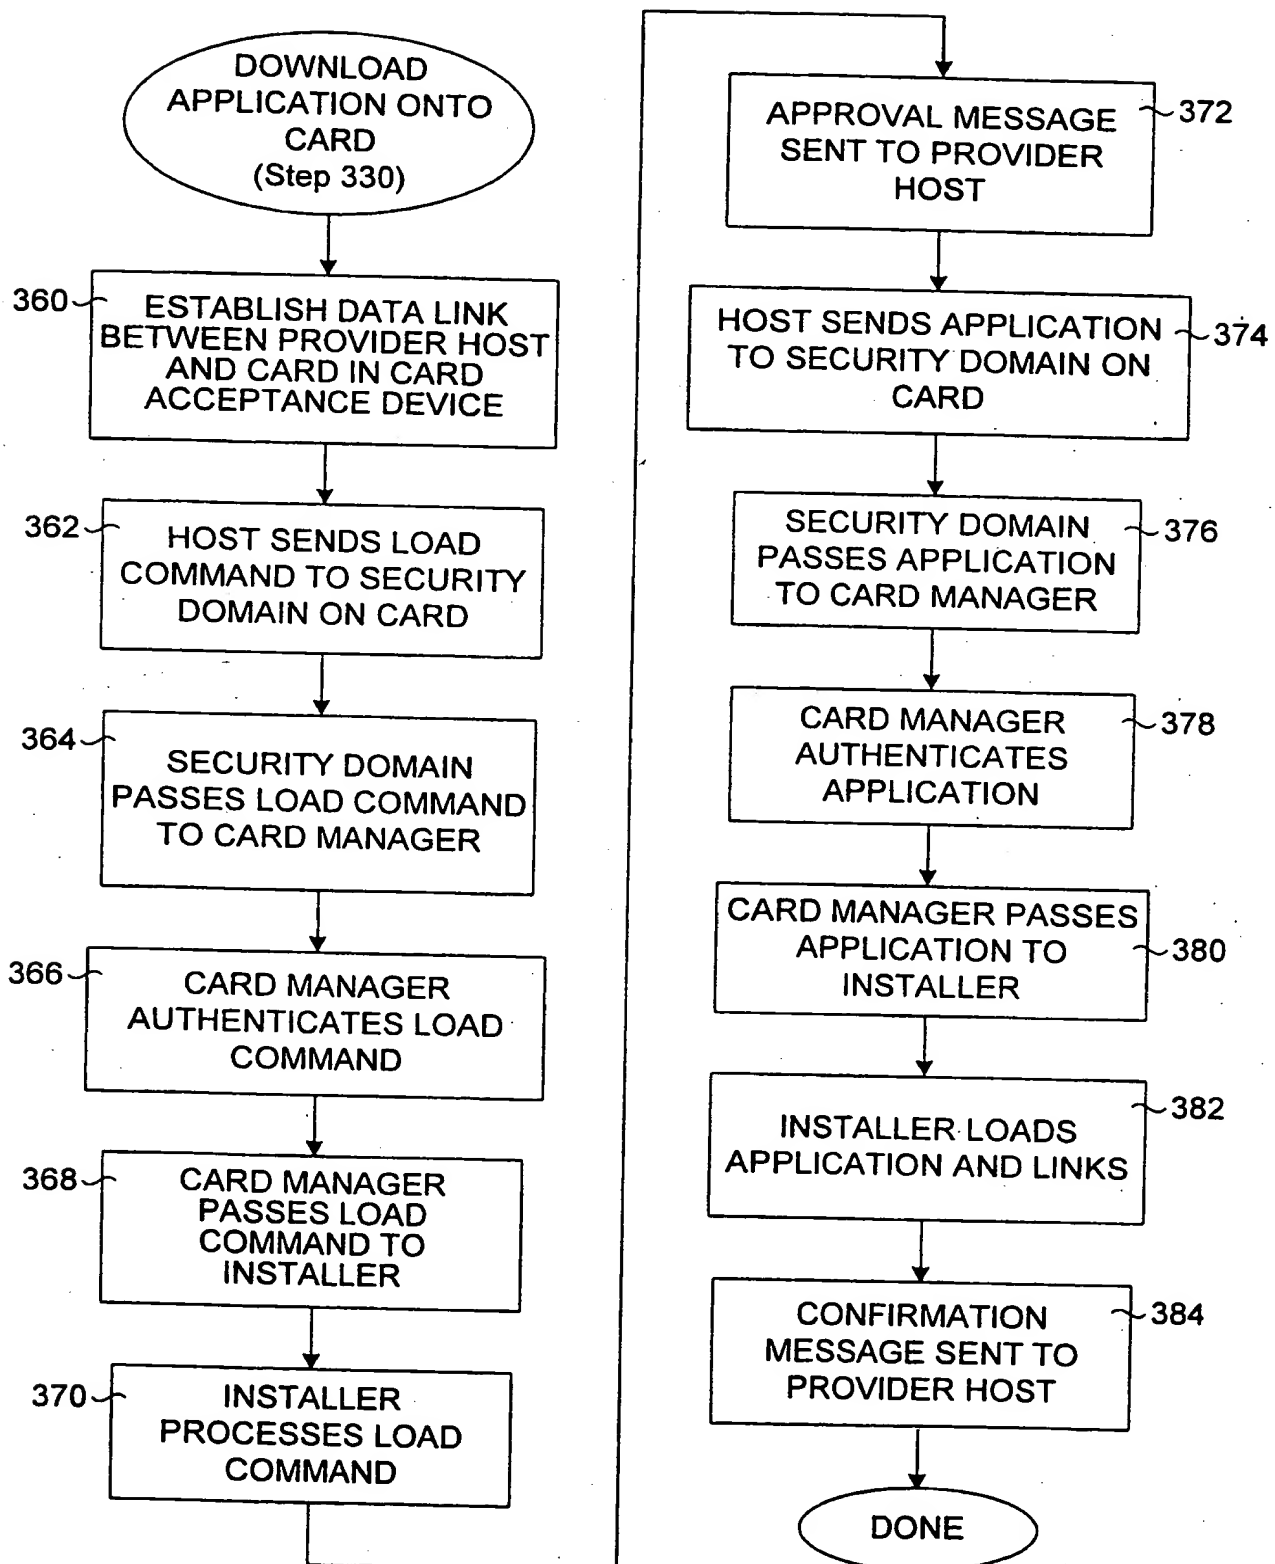 DOWNLOAD
APPLICATION ONTO
CARD
(Step 330)
360
ESTABLISH DATA LINK
BETWEEN PROVIDER HOST
AND CARD IN CARD
ACCEPTANCE DEVICE
362
HOST SENDS LOAD
COMMAND TO SECURITY
DOMAIN ON CARD
364
SECURITY DOMAIN
PASSES LOAD COMMAND
TO CARD MANAGER
366
CARD MANAGER
AUTHENTICATES LOAD
COMMAND
368
CARD MANAGER
PASSES LOAD
COMMAND TO
INSTALLER
370
INSTALLER
PROCESSES LOAD
COMMAND
372
APPROVAL MESSAGE
SENT TO PROVIDER
HOST
374
HOST SENDS APPLICATION
TO SECURITY DOMAIN ON
CARD
376
SECURITY DOMAIN
PASSES APPLICATION
TO CARD MANAGER
378
CARD MANAGER
AUTHENTICATES
APPLICATION
380
CARD MANAGER PASSES
APPLICATION TO
INSTALLER
382
INSTALLER LOADS
APPLICATION AND LINKS
384
CONFIRMATION
MESSAGE SENT TO
PROVIDER HOST
DONE